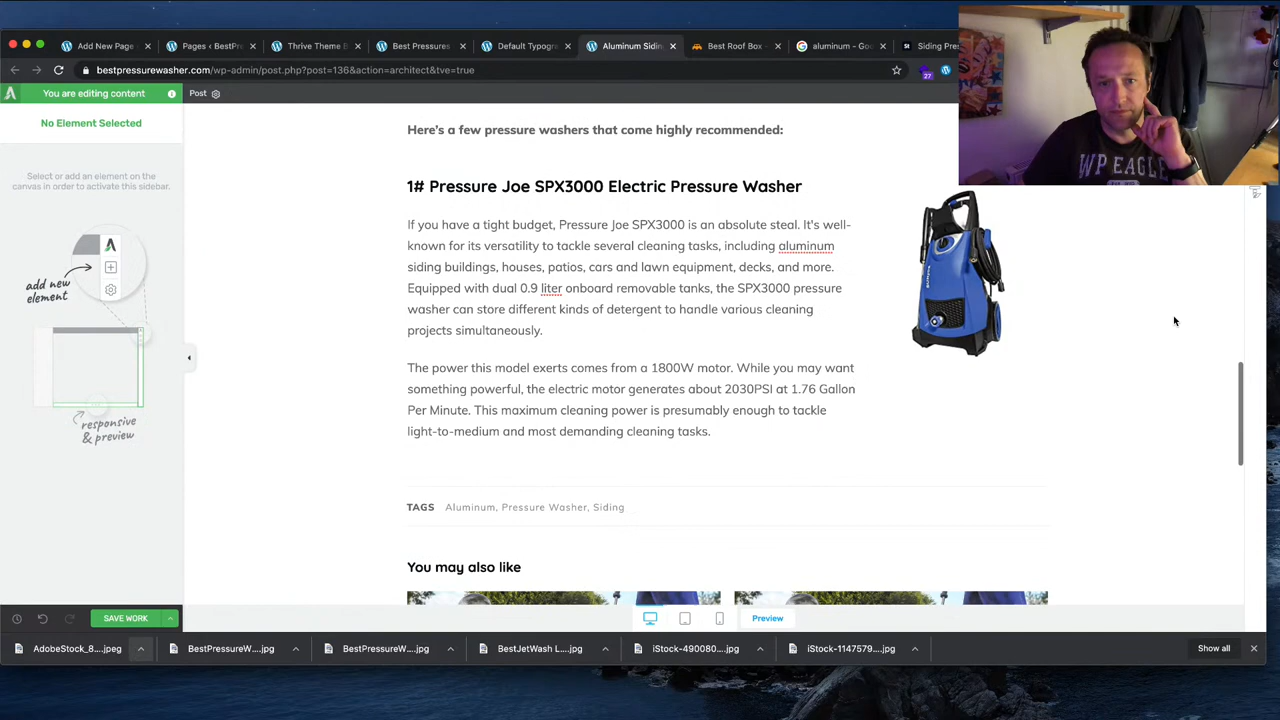 Add New Page
Pages ‹ BestPr
Thrive Theme B
Best Pressures
Default Typogr
Aluminum Sidin
Best Roof Box -
aluminum - Goo
Siding Pres
bestpressurewasher.com/wp-admin/post.php?post=136&action=architect&tve=true
27
You are editing content
Post
No Element Selected
Select or add an element on the
canvas in order to activate this sidebar.
add new
element
responsive
& preview
Here's a few pressure washers that come highly recommended:
1# Pressure Joe SPX3000 Electric Pressure Washer
If you have a tight budget, Pressure Joe SPX3000 is an absolute steal. It's well-
known for its versatility to tackle several cleaning tasks, including aluminum
siding buildings, houses, patios, cars and lawn equipment, decks, and more.
Equipped with dual 0.9 liter onboard removable tanks, the SPX3000 pressure
washer can store different kinds of detergent to handle various cleaning
projects simultaneously.
The power this model exerts comes from a 1800W motor. While you may want
something powerful, the electric motor generates about 2030PSI at 1.76 Gallon
Per Minute. This maximum cleaning power is presumably enough to tackle
light-to-medium and most demanding cleaning tasks.
TAGS Aluminum, Pressure Washer, Siding
You may also like
SAVE WORK
Preview
AdobeStock_8....jpeg
BestPressureW....jpg
BestPressureW....jpg
BestJetWash L....jpg
iStock-490080....jpg
iStock-1147579....jpg
Show all
WP EAGLE